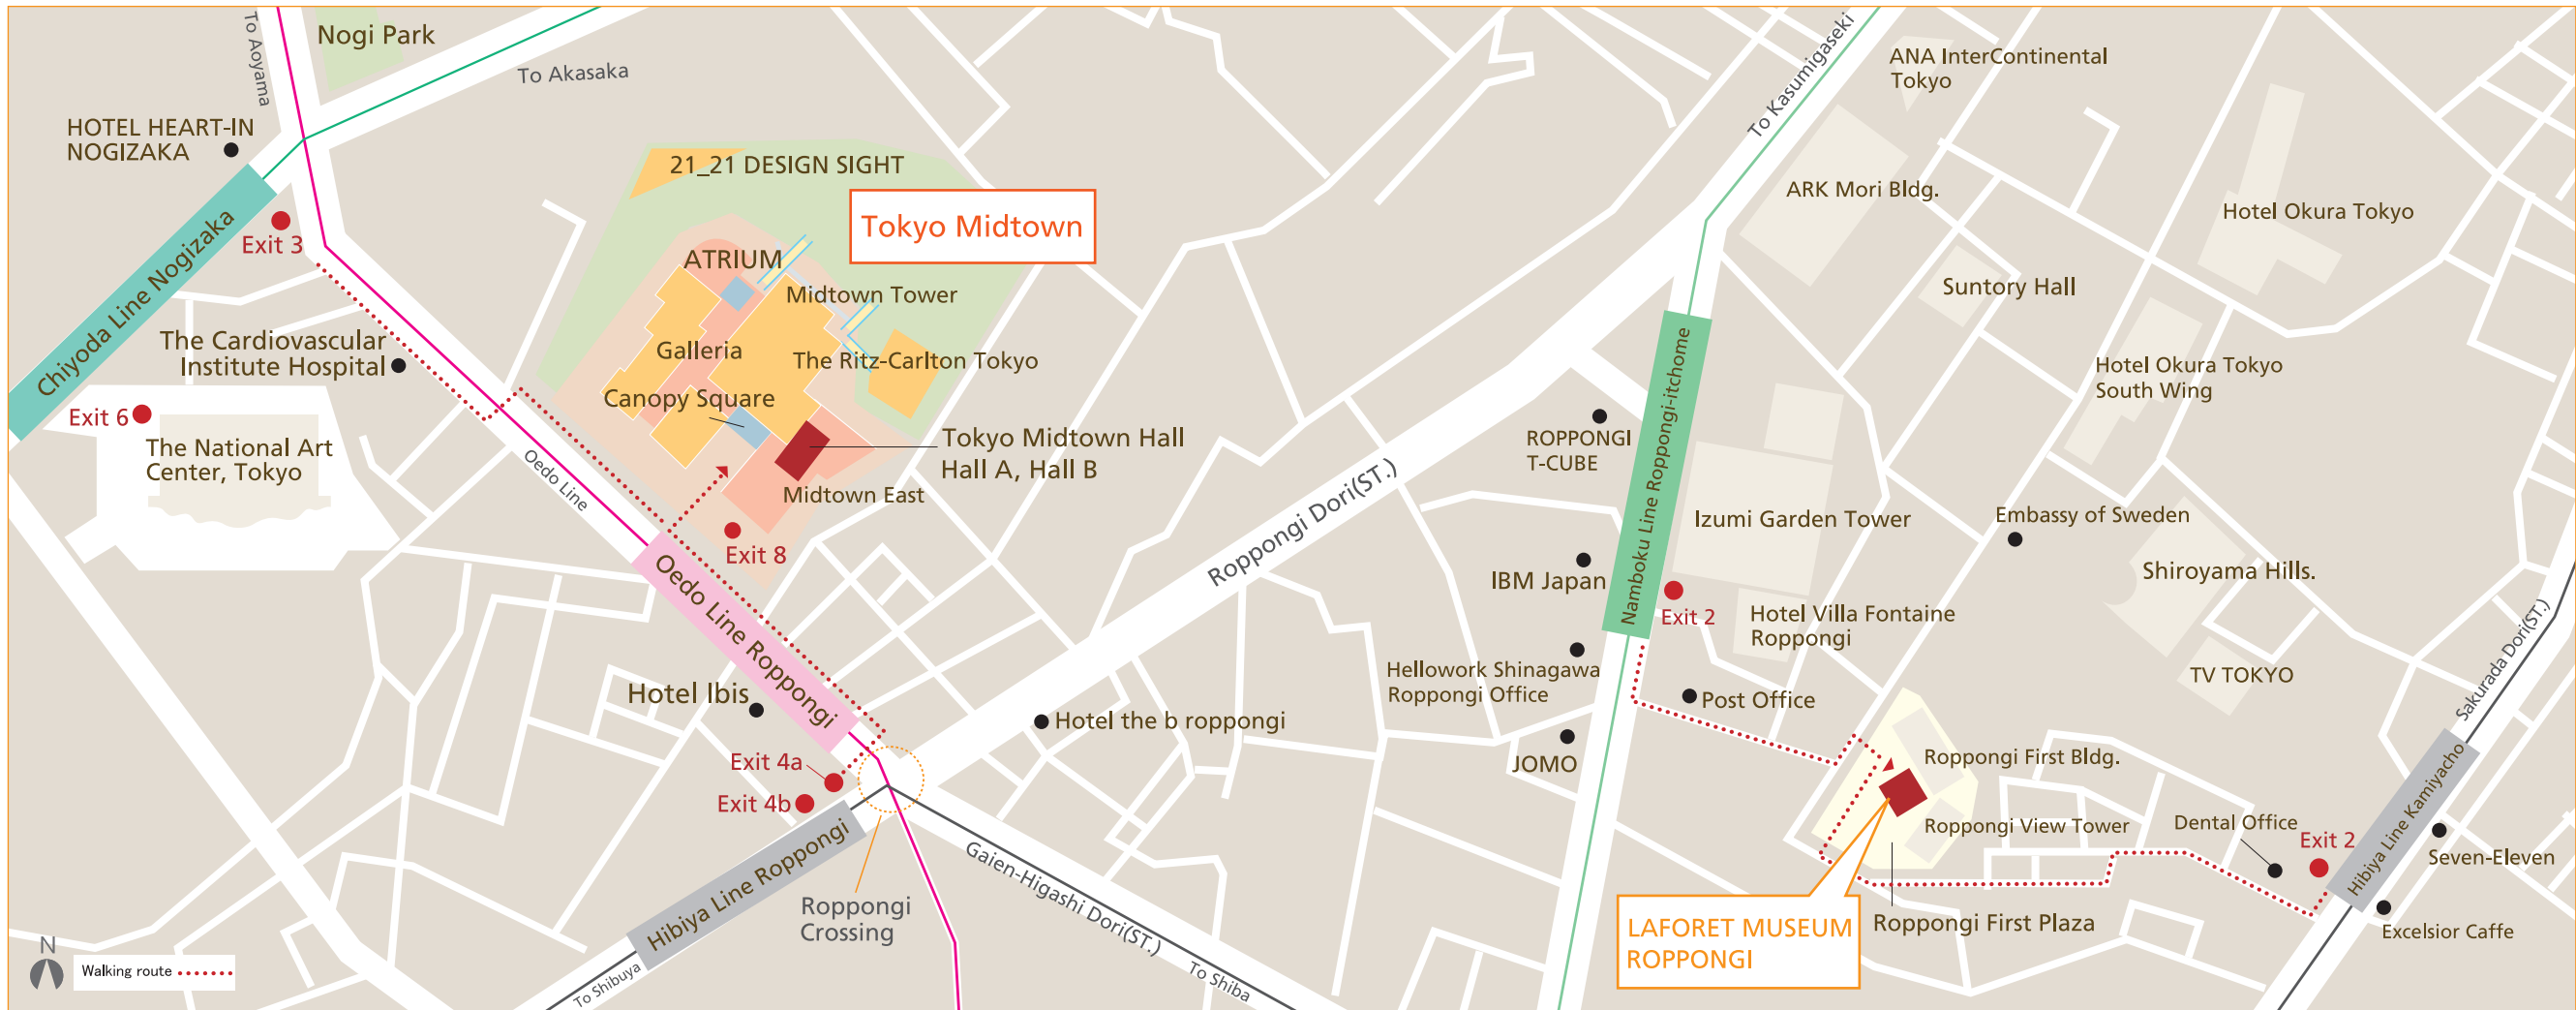 To Aoyama
Nogi Park
To Akasaka
To Kasumigaseki
ANA InterContinental
Tokyo
HOTEL HEART-IN
NOGIZAKA
21_21 DESIGN SIGHT
Tokyo Midtown
ARK Mori Bldg.
Hotel Okura Tokyo
Exit 3
ATRIUM
Midtown Tower
Suntory Hall
Chiyoda Line Nogizaka
The Cardiovascular
Institute Hospital
Galleria
The Ritz-Carlton Tokyo
Canopy Square
Hotel Okura Tokyo
South Wing
Namboku Line Roppongi-itchome
Exit 6
The National Art
Center, Tokyo
Oedo Line
Tokyo Midtown Hall
Hall A, Hall B
Midtown East
Exit 8
Roppongi Dori(ST.)
ROPPONGI
T-CUBE
Izumi Garden Tower
Embassy of Sweden
IBM Japan
Shiroyama Hills.
Exit 2
Hotel Villa Fontaine
Roppongi
Oedo Line Roppongi
Hellowork Shinagawa
Roppongi Office
Post Office
TV TOKYO
Sakurada Dori(ST.)
Hotel Ibis
Hotel the b roppongi
JOMO
Exit 4a
Exit 4b
Roppongi First Bldg.
Roppongi View Tower
Dental Office
Exit 2
Hibiya Line Kamiyacho
Seven-Eleven
Hibiya Line Roppongi
Roppongi
Crossing
Gaien-Higashi Dori(ST.)
LAFORET MUSEUM
ROPPONGI
Roppongi First Plaza
Excelsior Caffe
N
Walking route
To Shibuya
To Shiba